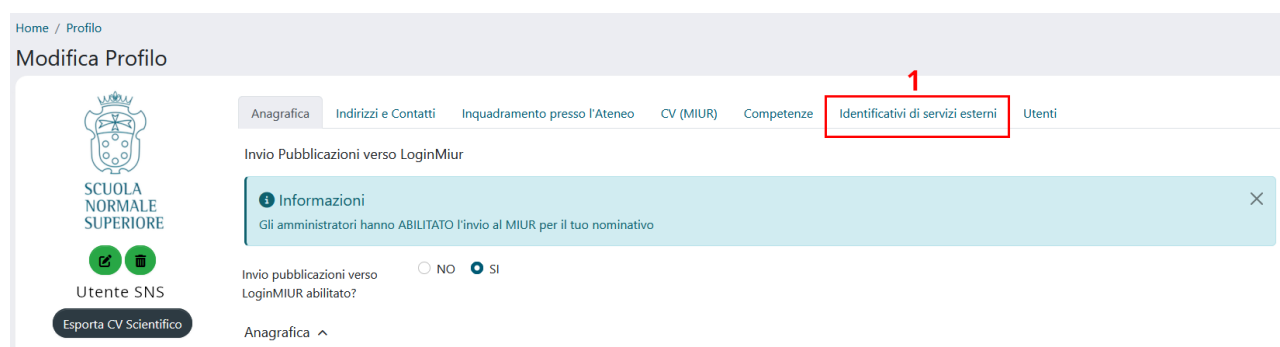 Home / Profilo
Modifica Profilo
1
Anagrafica Indirizzi e Contatti Inquadramento presso l'Ateneo CV (MIUR) Competenze Identificativi di servizi esterni Utenti
Invio Pubblicazioni verso LoginMiur
SCUOLA
NORMALE
SUPERIORE
Informazioni
Gli amministratori hanno ABILITATO l'invio al MIUR per il tuo nominativo
Invio pubblicazioni verso
LoginMIUR abilitato?
NO SI
Utente SNS
Esporta CV Scientifico
Anagrafica